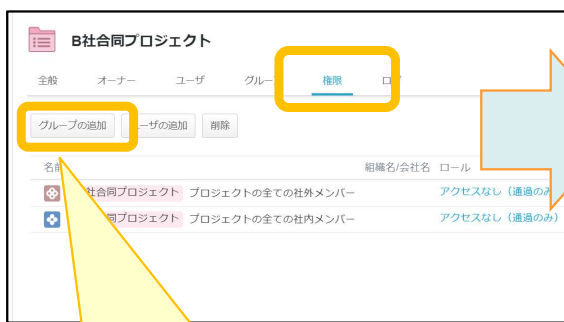 B社合同プロジェクト
全般 オーナー ユーザ グルー 権限
グループの追加 ーザの追加 削除
名前 組織名/会社名 ロール
社合同プロジェクト プロジェクトの全ての社外メンバー アクセスなし（通過のみ
同プロジェクト プロジェクトの全ての社内メンバー アクセスなし（通過のみ）